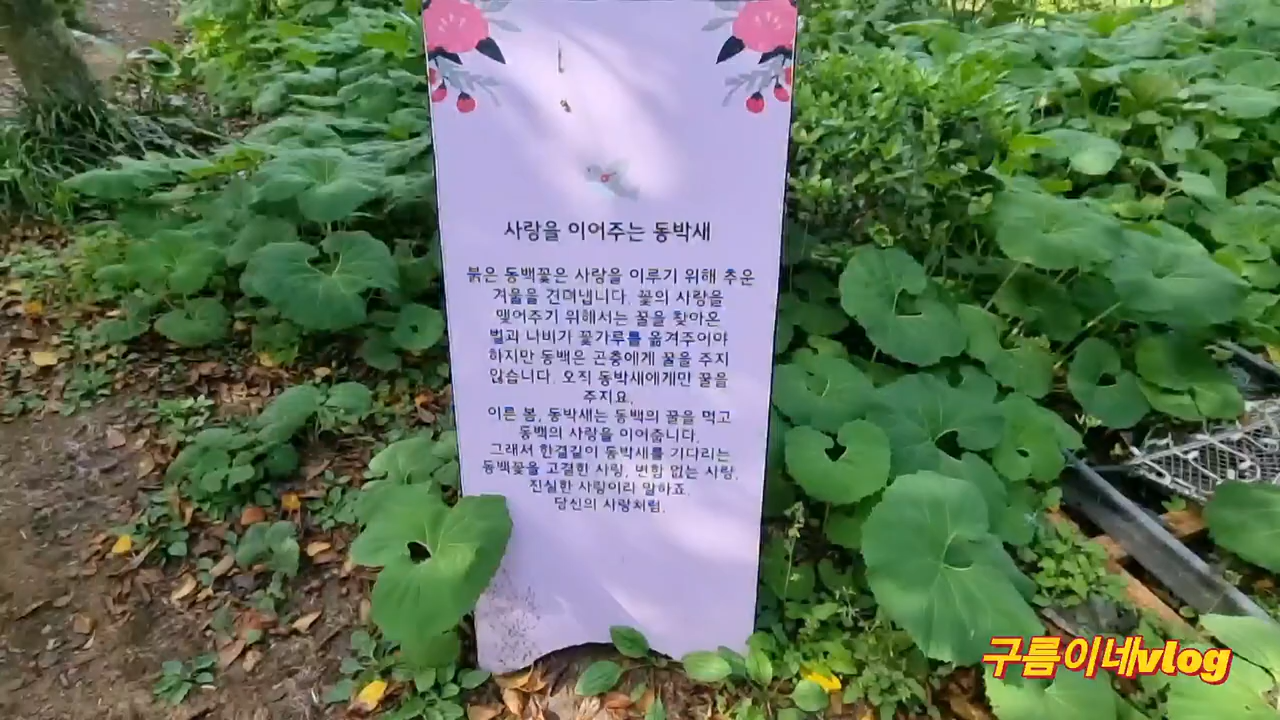 사랑을 이어주는 동박새
붉은 동백꽃은 사랑을 이루기 위해 추운
겨울을 견뎌냅니다. 꽃의 사랑을
맺어주기 위해서는 꿀을 찾아온
벌과 나비가 꽃가루를 옮겨주어야
하지만 동백은 곤충에게 꿀을 주지
않습니다. 오직 동박새에게만 꿀을
주지요.
이른 봄, 동박새는 동백의 꿀을 먹고
동백의 사랑을 이어줍니다.
그래서 한결같이 동박새를 기다리는
동백꽃을 고결한 사랑, 변함 없는 사랑,
진실한 사랑이라 말하죠.
당신의 사랑처럼.
구름이네vlog